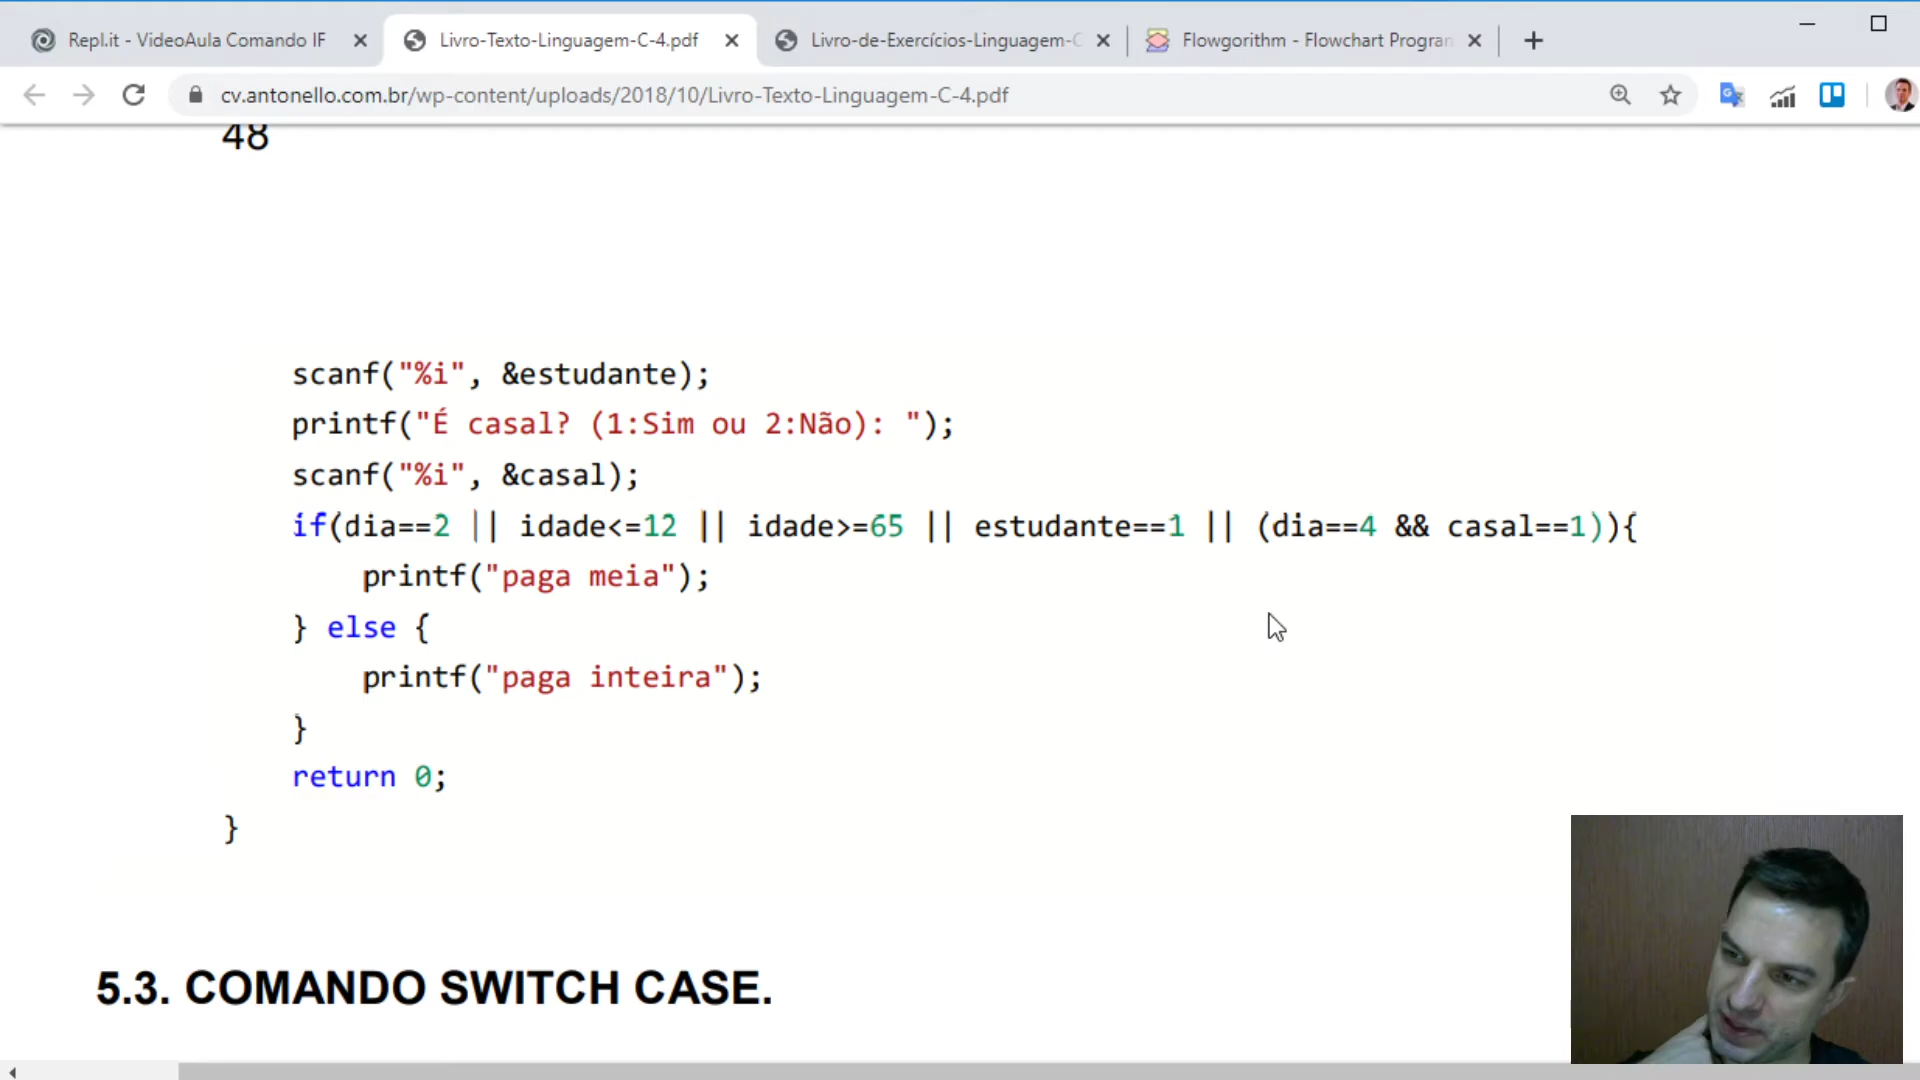 Repl.it - VideoAula Comando IF
Livro-Texto-Linguagem-C-4.pdf
Livro-de-Exercícios-Linguagem-C
Flowgorithm - Flowchart Program
cv.antonello.com.br/wp-content/uploads/2018/10/Livro-Texto-Linguagem-C-4.pdf
48
scanf("%i", &estudante);
printf("É casal? (1:Sim ou 2:Não): ");
scanf("%i", &casal);
if(dia==2 || idade<=12 || idade>=65 || estudante==1 || (dia==4 && casal==1)){
printf("paga meia");
} else {
printf("paga inteira");
}
return 0;
}
5.3. COMANDO SWITCH CASE.